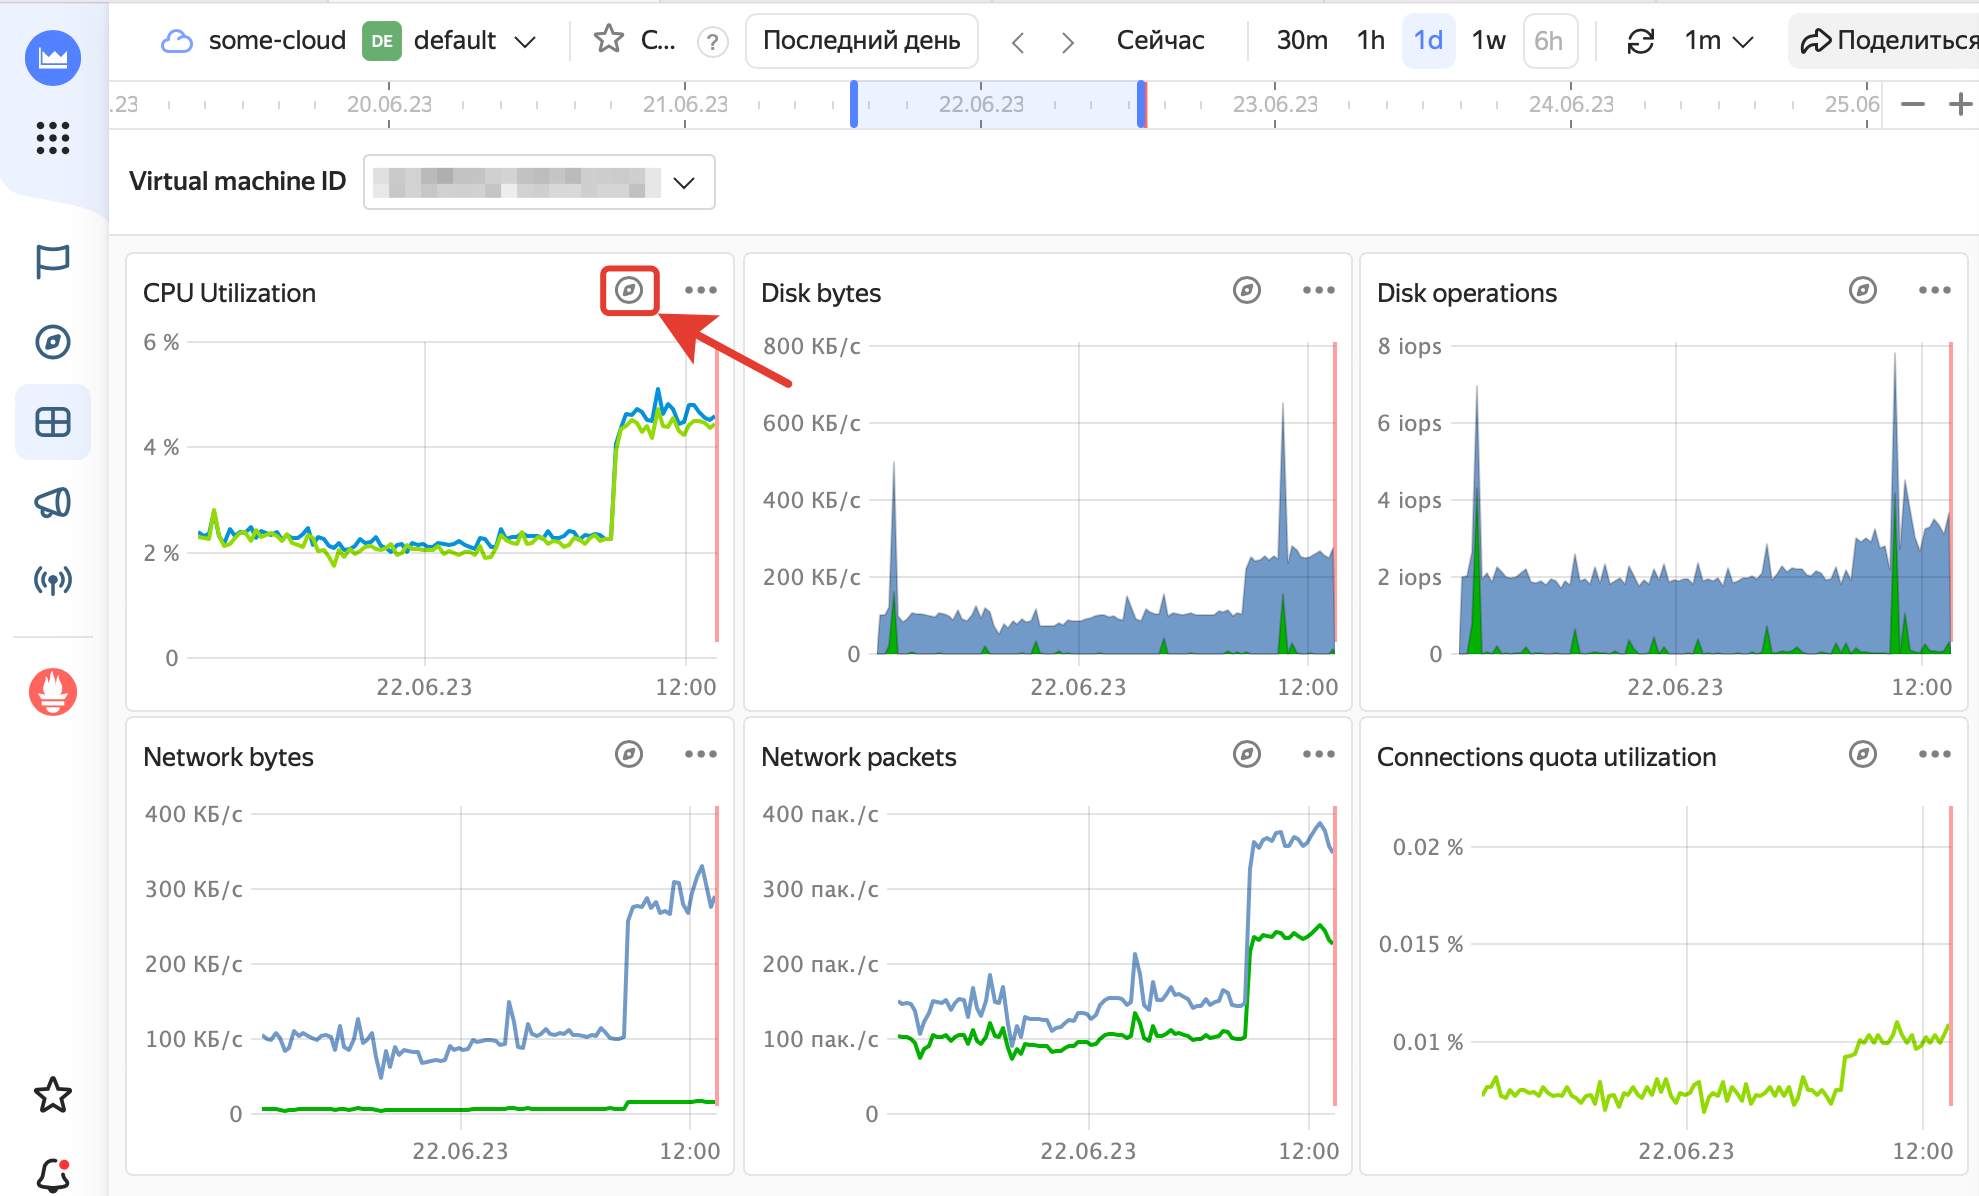 some-cloud DE default С... ? Последний день Сейчас 30m 1h 1d 1w 6h 1m Поделиться
.23 20.06.23 21.06.23 22.06.23 23.06.23 24.06.23 25.06
Virtual machine ID
CPU Utilization
6 %
4 %
2 %
0
22.06.23 12:00
Disk bytes
800 КБ/с
600 КБ/с
400 КБ/с
200 КБ/с
0
22.06.23 12:00
Disk operations
8 iops
6 iops
4 iops
2 iops
0
22.06.23 12:00
Network bytes
400 КБ/с
300 КБ/с
200 КБ/с
100 КБ/с
0
22.06.23 12:00
Network packets
400 пак./с
300 пак./с
200 пак./с
100 пак./с
0
22.06.23 12:00
Connections quota utilization
0.02 %
0.015 %
0.01 %
22.06.23 12:00